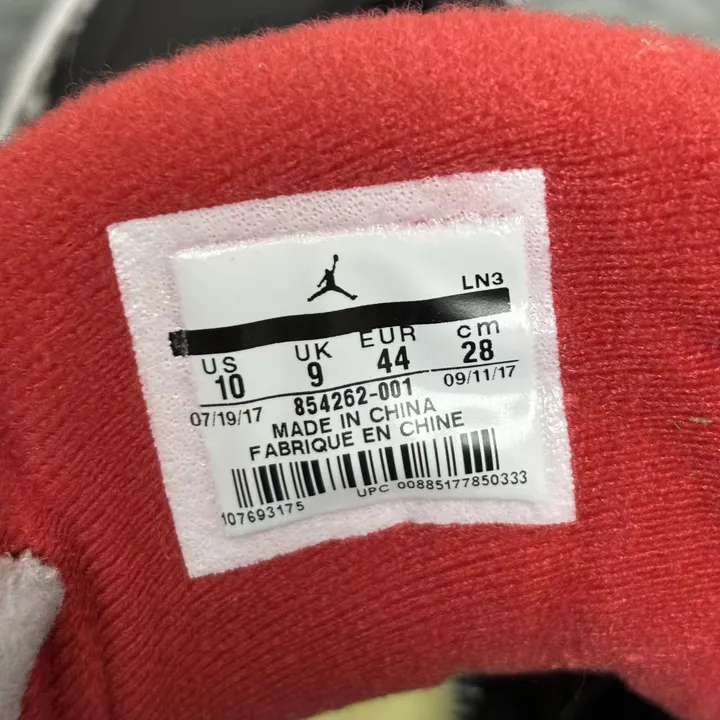 LN3
US UK EUR cm
10 9 44 28
07/19/17 854262-001 09/11/17
MADE IN CHINA
FABRIQUE EN CHINE
107693175 UPC 00885177850333